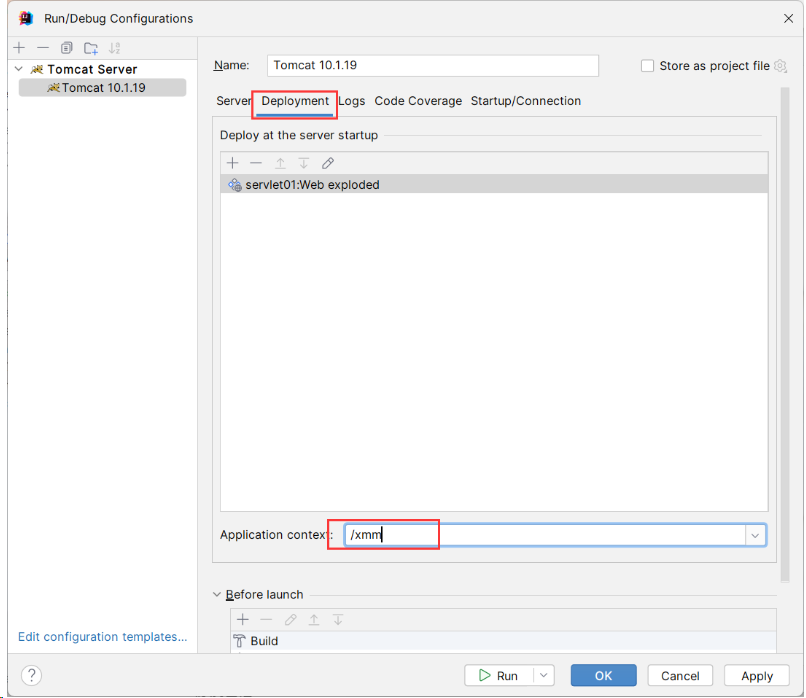 Run/Debug Configurations
Tomcat Server
Tomcat 10.1.19
Name:
Tomcat 10.1.19
Store as project file
Server
Deployment
Logs
Code Coverage
Startup/Connection
Deploy at the server startup
servlet01:Web exploded
Application context:
/xmm
Before launch
Build
Edit configuration templates...
?
Run
OK
Cancel
Apply